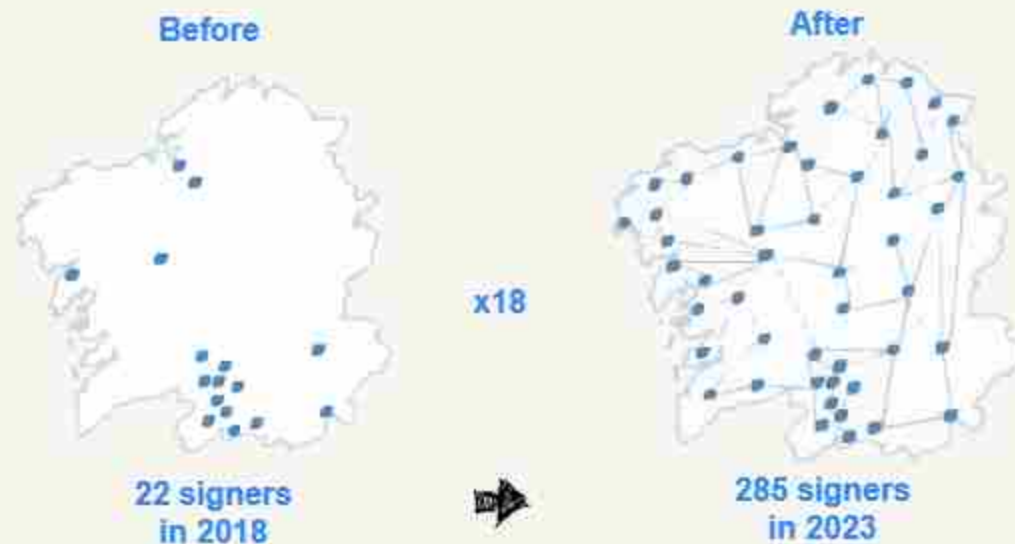 Before
After
x18
22 signers
in 2018
285 signers
in 2023